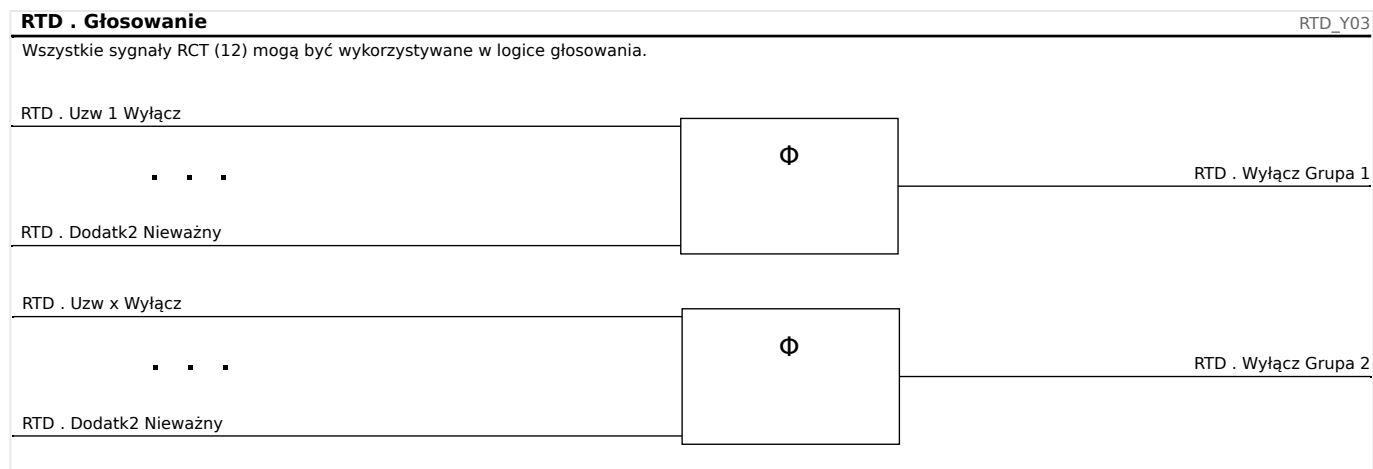 RTD . Głosowanie
RTD_Y03
Wszystkie sygnały RCT (12) mogą być wykorzystywane w logice głosowania.
RTD . Uzw 1 Wyłącz
Φ
. . .
RTD . Wyłącz Grupa 1
RTD . Dodatk2 Nieważny
RTD . Uzw x Wyłącz
Φ
. . .
RTD . Wyłącz Grupa 2
RTD . Dodatk2 Nieważny